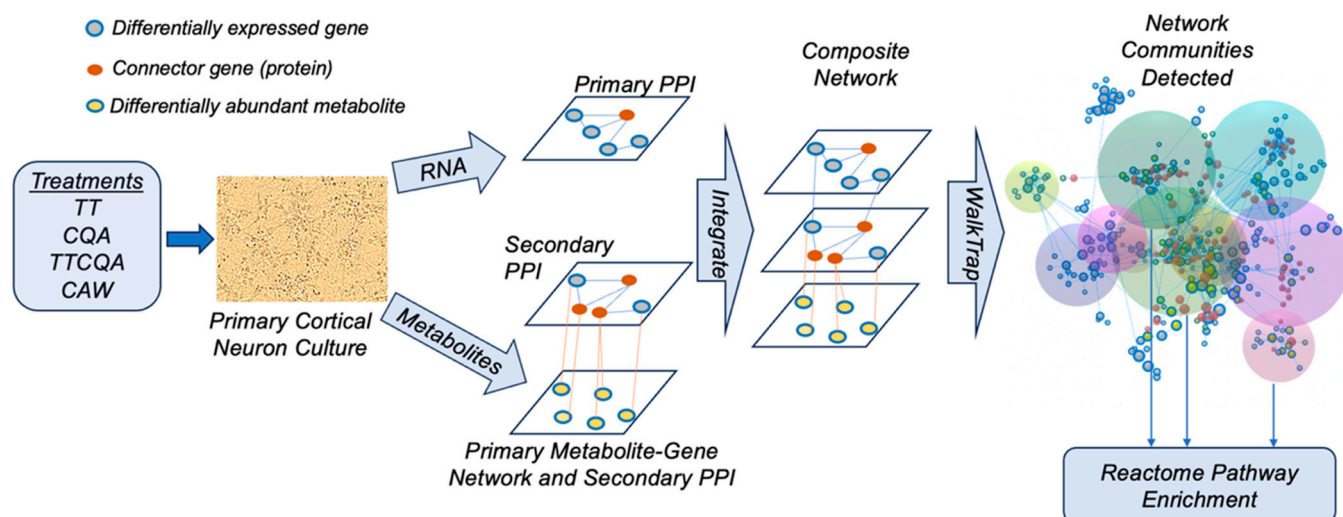 Differentially expressed gene
Connector gene (protein)
Differentially abundant metabolite
Treatments
TT
CQA
TTCQA
CAW
Primary Cortical
Neuron Culture
RNA
Metabolites
Primary PPI
Secondary
PPI
Primary Metabolite-Gene
Network and Secondary PPI
Integrate
Composite
Network
WalkTrap
Network
Communities
Detected
Reactome Pathway
Enrichment